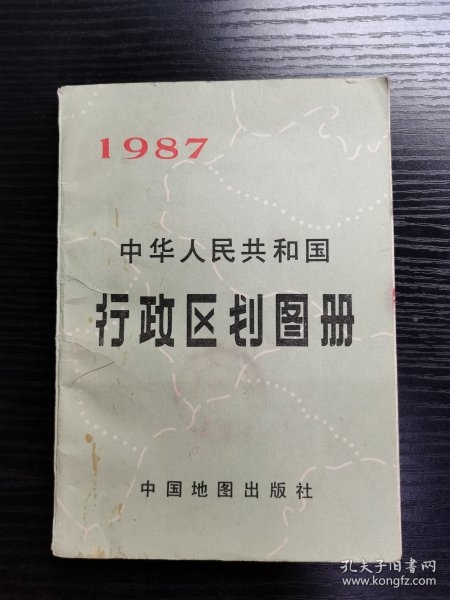 1987
中华人民共和国
行政区划图册
中国地图出版社
孔夫子旧书网
www.kongfz.com